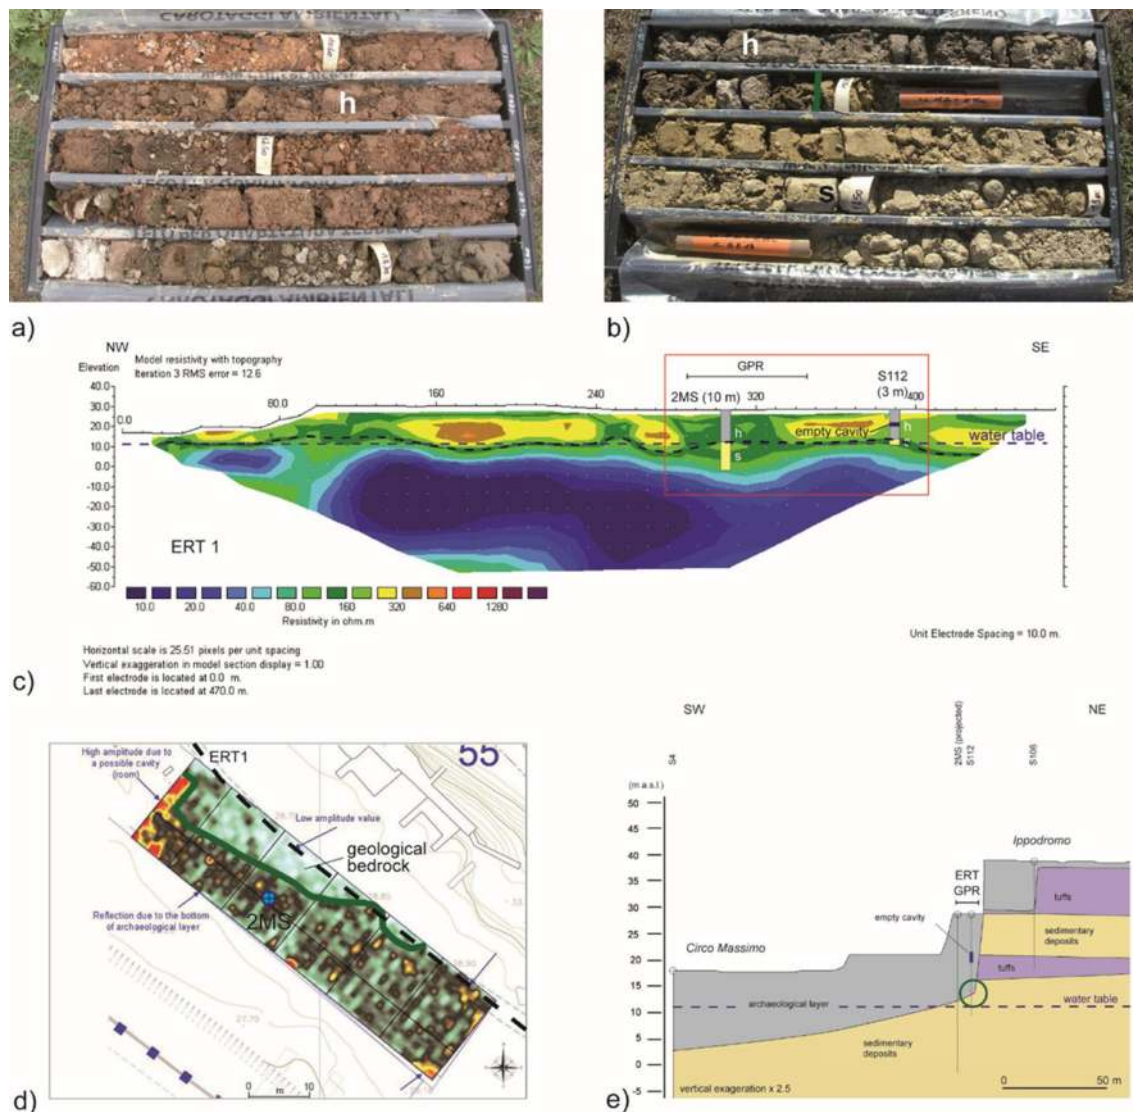 CAROTAGGI AMBIENTALI
h
CAROTAGGI AMBIENTALI
a)
h
S
b)
NW
SE
Model resistivity with topography
Iteration 3 RMS error = 12.6
Elevation
GPR
2MS (10 m)
S112
(3 m)
40.0
30.0
20.0
10.0
0.0
-10.0
-20.0
-30.0
-40.0
-50.0
-60.0
0.0
80.0
160
240
320
400
h
s
empty cavity
h
water table
ERT 1
10.0 20.0 40.0 80.0 160 320 640 1280
Resistivity in ohm.m
Unit Electrode Spacing = 10.0 m.
Horizontal scale is 25.51 pixels per unit spacing
Vertical exaggeration in model section display = 1.00
First electrode is located at 0.0 m.
Last electrode is located at 470.0 m.
c)
55
High amplitude due to
a possible cavity
(room)
ERT1
Low amplitude value
geological
bedrock
2MS
Reflection due to the bottom
of archaeological layer
0 m 10
d)
SW
NE
S4
2MS (projected)
S112
S106
(m a.s.l.)
50
45
40
35
30
25
20
15
10
5
0
-5
Ippodromo
ERT
GPR
tuffs
empty cavity
sedimentary
deposits
Circo Massimo
tuffs
archaeological layer
water table
sedimentary
deposits
vertical exageration x 2.5
0 50 m
e)